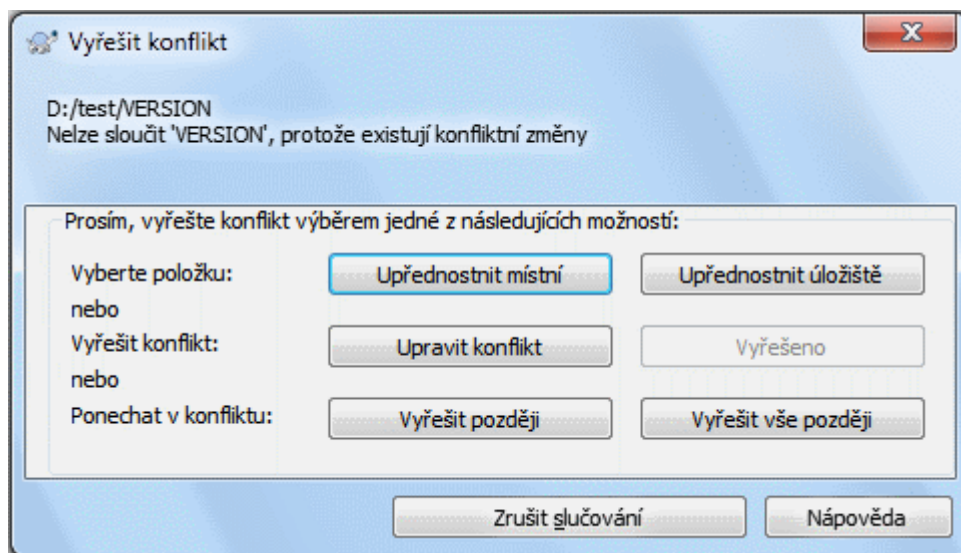 Vyřešit konflikt
D:/test/VERSION
Nelze sloučit 'VERSION', protože existují konfliktní změny
Prosím, vyřešte konflikt výběrem jedné z následujících možností:
Vyberte položku: Upřednostnit místní Upřednostnit úložiště
nebo
Vyřešit konflikt: Upravit konflikt Vyřešeno
nebo
Ponechat v konfliktu: Vyřešit později Vyřešit vše později
Zrušit slučování Nápověda